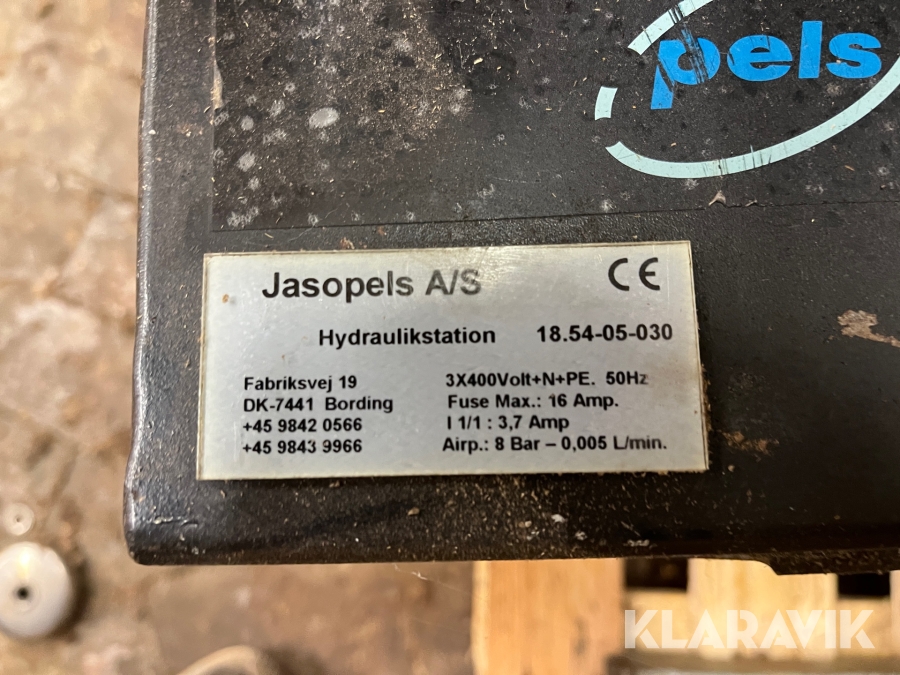 pels
Jasopels A/S
Hydraulikstation 18.54-05-030
Fabriksvej 19 3X400Volt+N+PE. 50Hz
DK-7441 Bording Fuse Max.: 16 Amp.
+45 9842 0566 I 1/1 : 3,7 Amp
+45 9843 9966 Airp.: 8 Bar – 0,005 L/min.
KLARAVIK